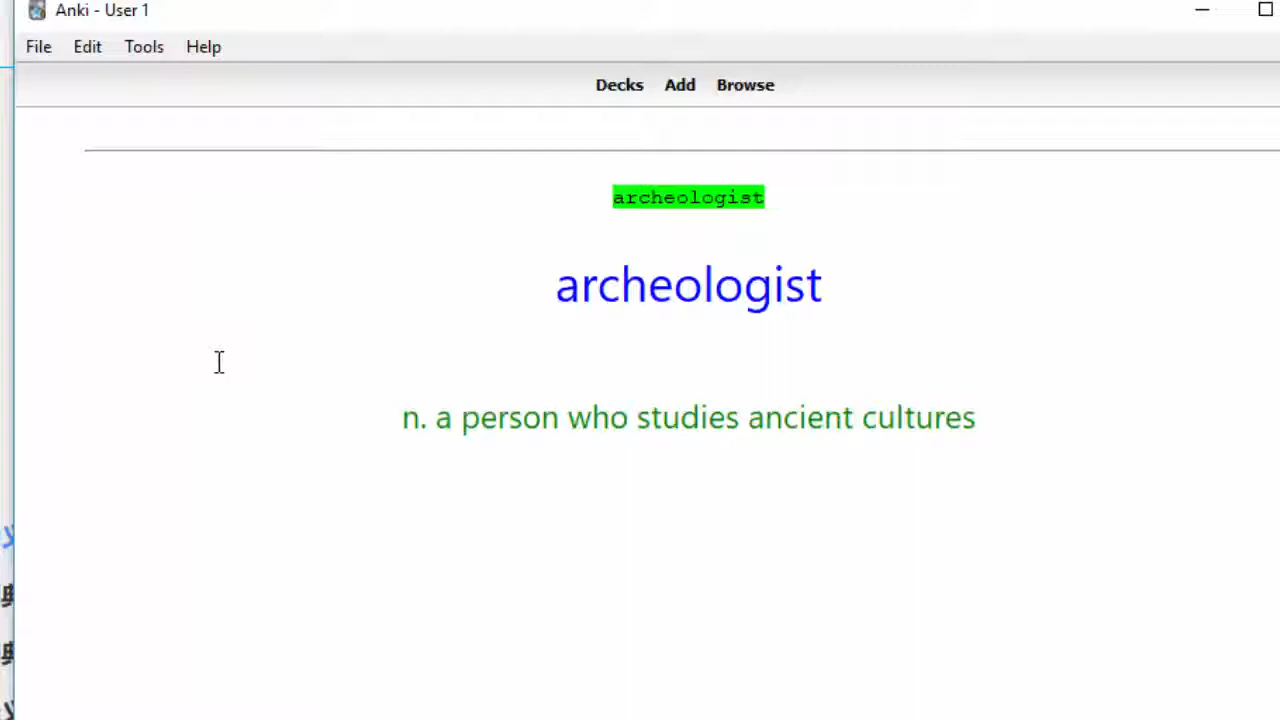 Anki - User 1
File Edit Tools Help
Decks Add Browse
archeologist
archeologist
n. a person who studies ancient cultures